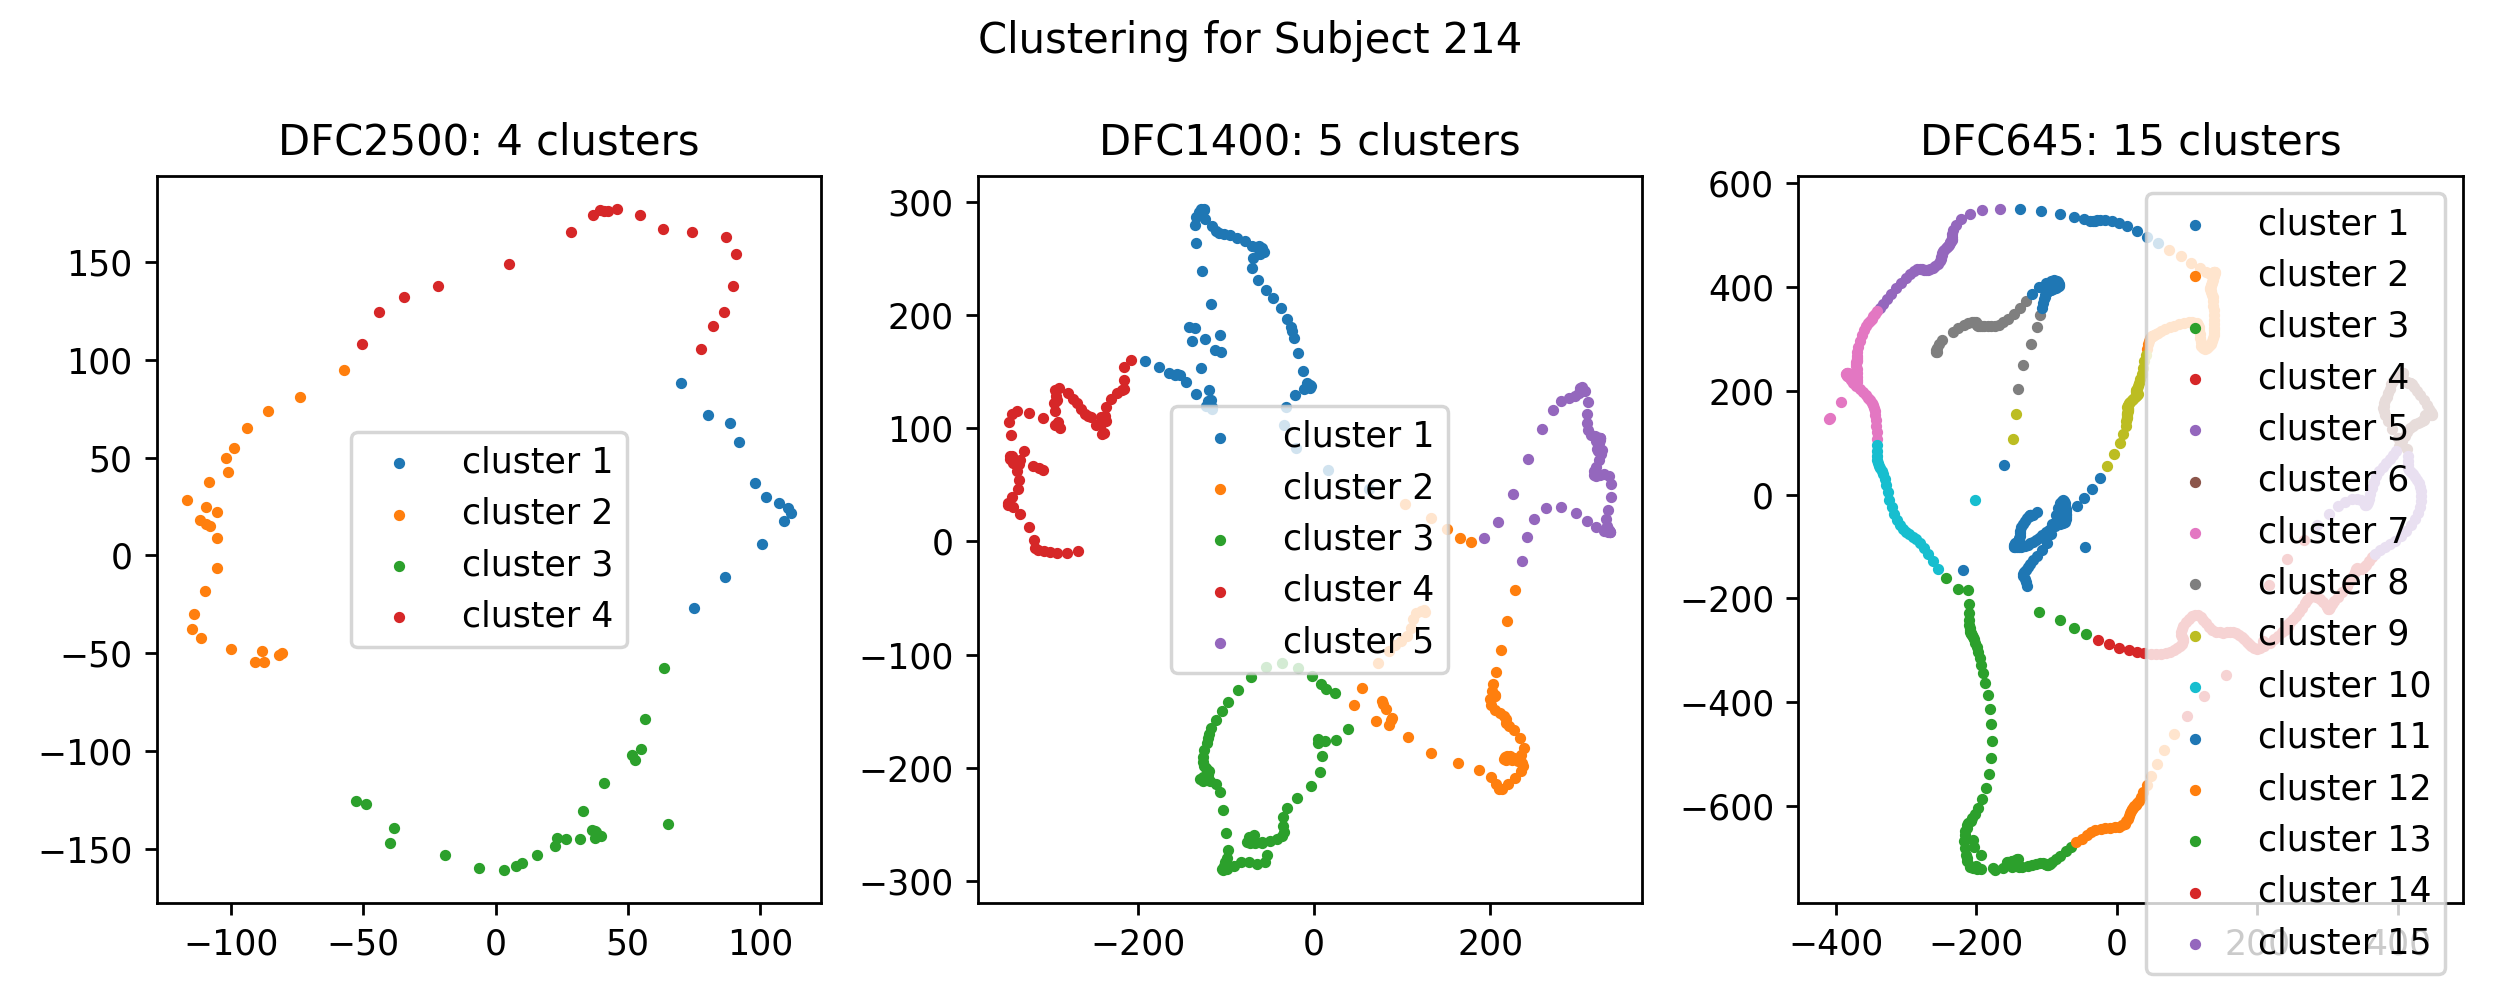 Clustering for Subject 214
DFC2500: 4 clusters
150
100
50
0
−50
−100
−150
−100
−50
0
50
100
cluster 1
cluster 2
cluster 3
cluster 4
DFC1400: 5 clusters
300
200
100
0
−100
−200
−300
−200
0
200
cluster 1
cluster 2
cluster 3
cluster 4
cluster 5
DFC645: 15 clusters
600
400
200
0
−200
−400
−600
−400
−200
0
200
400
cluster 1
cluster 2
cluster 3
cluster 4
cluster 5
cluster 6
cluster 7
cluster 8
cluster 9
cluster 10
cluster 11
cluster 12
cluster 13
cluster 14
cluster 15